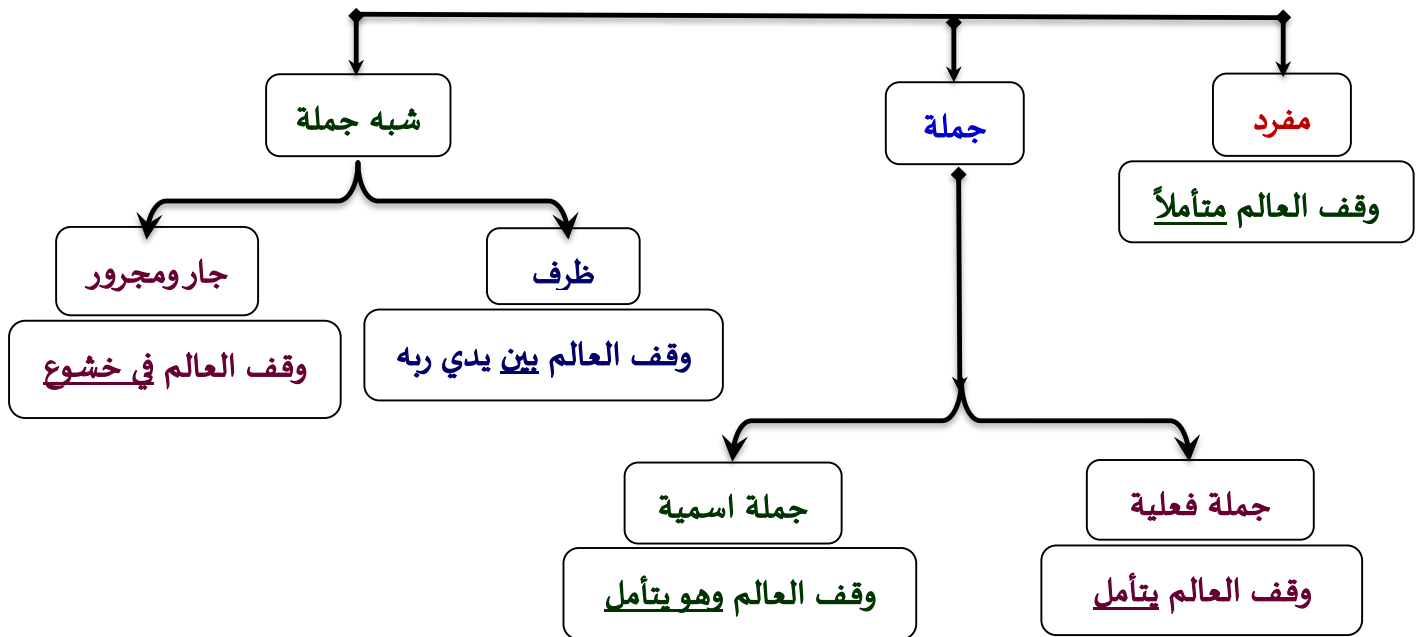 مفرد
وقف العالم متأملاً
جملة
جملة فعلية
وقف العالم يتأمل
جملة اسمية
وقف العالم وهو يتأمل
شبه جملة
ظرف
وقف العالم بين يدي ربه
جار ومجرور
وقف العالم في خشوع